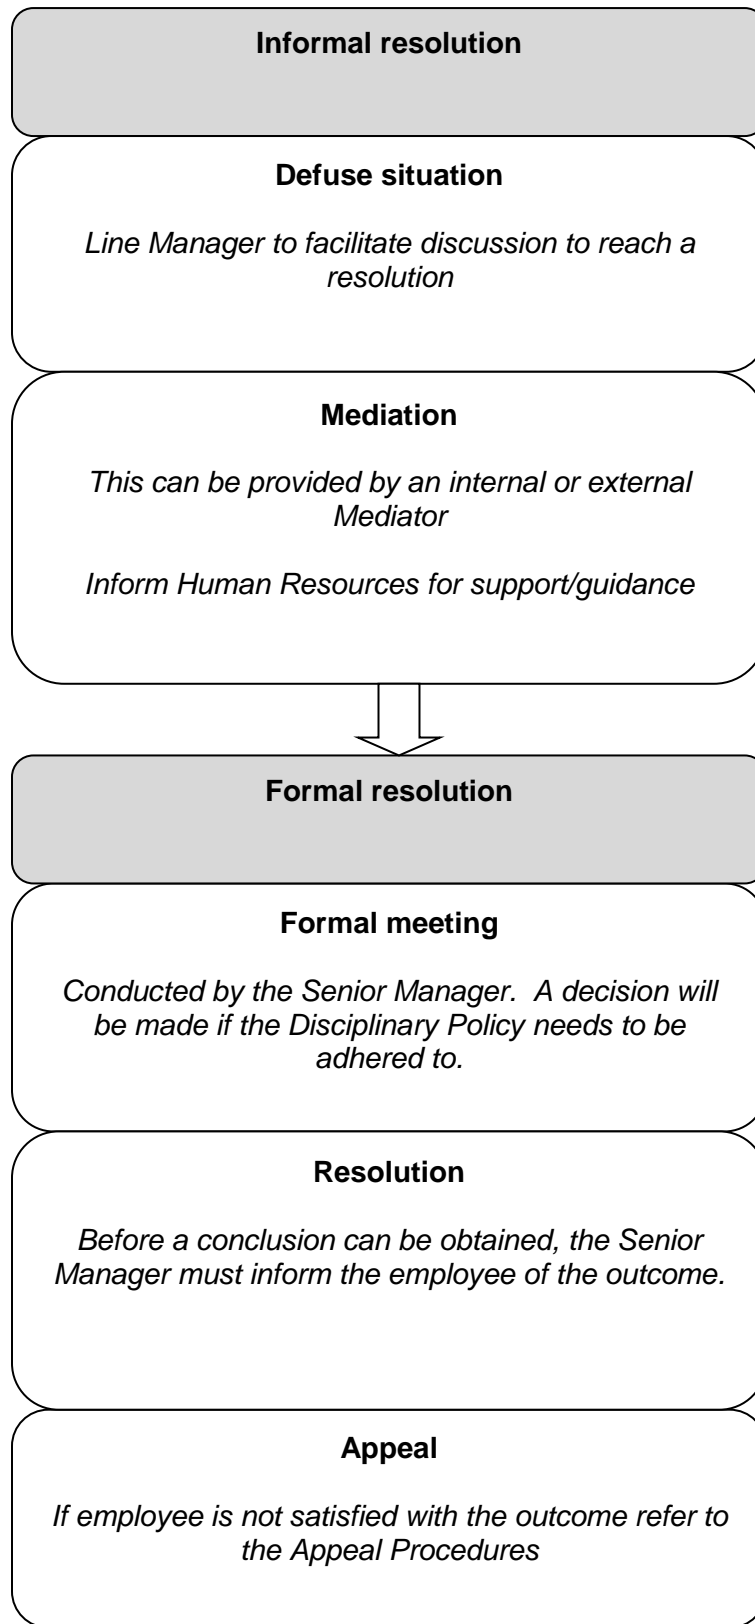 Informal resolution
Defuse situation
Line Manager to facilitate discussion to reach a
resolution
Mediation
This can be provided by an internal or external
Mediator
Inform Human Resources for support/guidance
Formal resolution
Formal meeting
Conducted by the Senior Manager.  A decision will
be made if the Disciplinary Policy needs to be
adhered to.
Resolution
Before a conclusion can be obtained, the Senior
Manager must inform the employee of the outcome.
Appeal
If employee is not satisfied with the outcome refer to
the Appeal Procedures